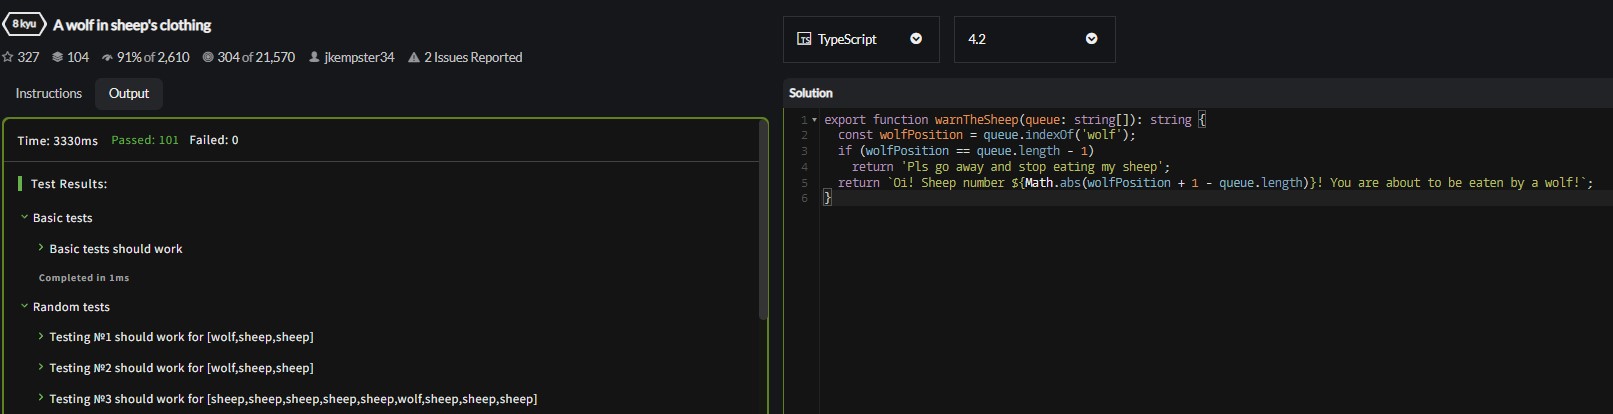 8 kyu A wolf in sheep's clothing
327 104 91% of 2,610 304 of 21,570 jkempster34 2 Issues Reported
Instructions Output
Time: 3330ms Passed: 101 Failed: 0
Test Results:
Basic tests
Basic tests should work
Completed in 1ms
Random tests
Testing №1 should work for [wolf,sheep,sheep]
Testing №2 should work for [wolf,sheep,sheep]
Testing №3 should work for [sheep,sheep,sheep,sheep,sheep,wolf,sheep,sheep,sheep]
TS TypeScript 4.2
Solution
1 export function warnTheSheep(queue: string[]): string {
2 const wolfPosition = queue.indexOf('wolf');
3 if (wolfPosition == queue.length - 1)
4 return 'Pls go away and stop eating my sheep';
5 return `Oi! Sheep number ${Math.abs(wolfPosition + 1 - queue.length)}! You are about to be eaten by a wolf!`;
6 }